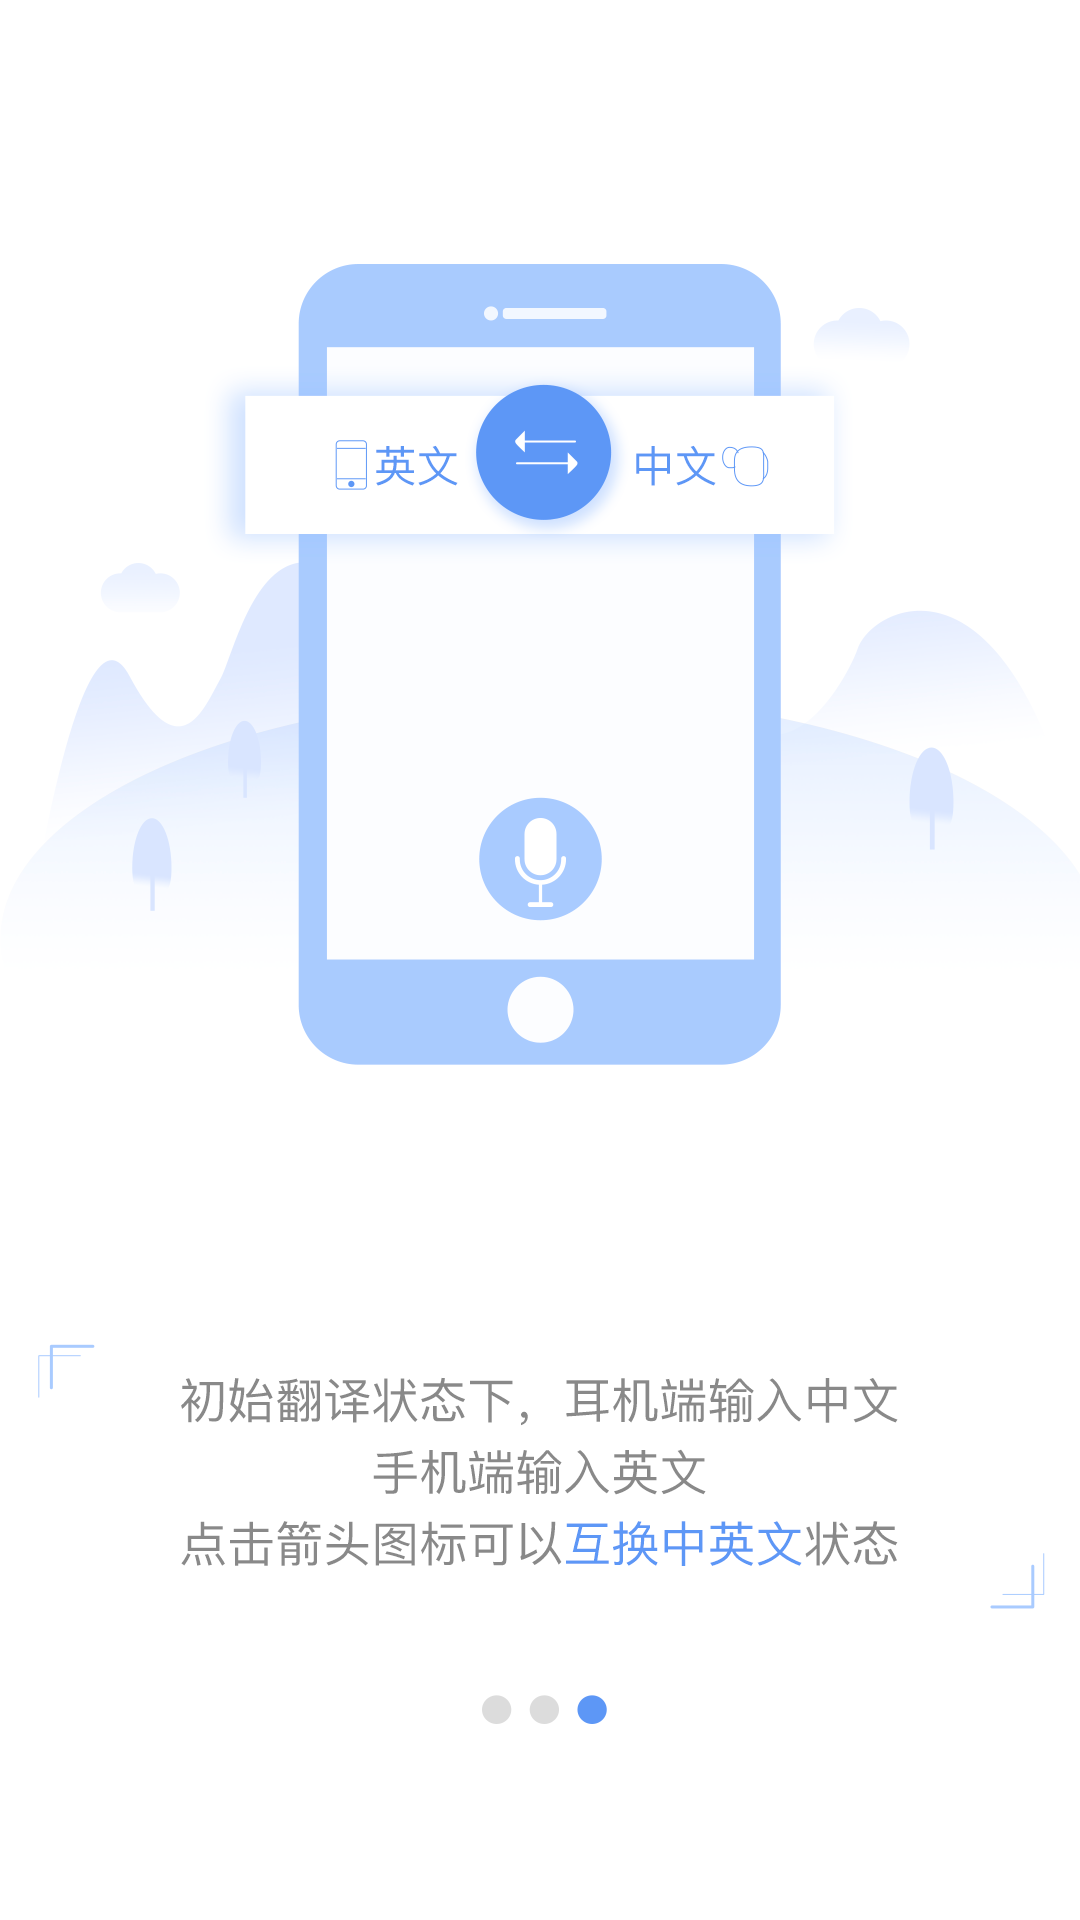 英文 中文
初始翻译状态下，耳机端输入中文
手机端输入英文
点击箭头图标可以互换中英文状态